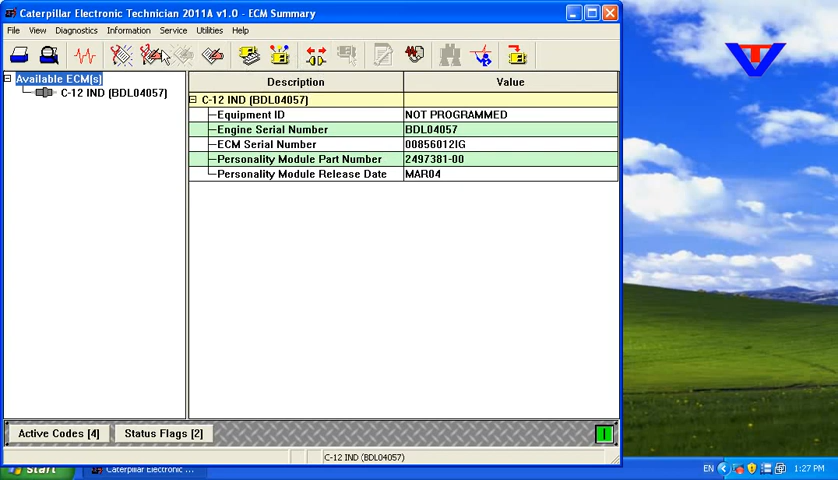 Caterpillar Electronic Technician 2011A v1.0 - ECM Summary
File View Diagnostics Information Service Utilities Help
Available ECM[s]
C-12 IND (BDL04057)
Description Value
C-12 IND (BDL04057)
Equipment ID NOT PROGRAMMED
Engine Serial Number BDL04057
ECM Serial Number 00856012IG
Personality Module Part Number 2497381-00
Personality Module Release Date MAR04
Active Codes [4] Status Flags [2]
C-12 IND (BDL04057)
start Caterpillar Electronic ... EN 1:27 PM